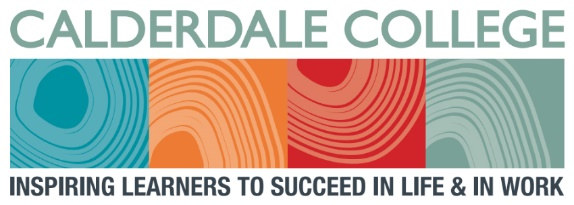 CALDERDALE COLLEGE
INSPIRING LEARNERS TO SUCCEED IN LIFE & IN WORK